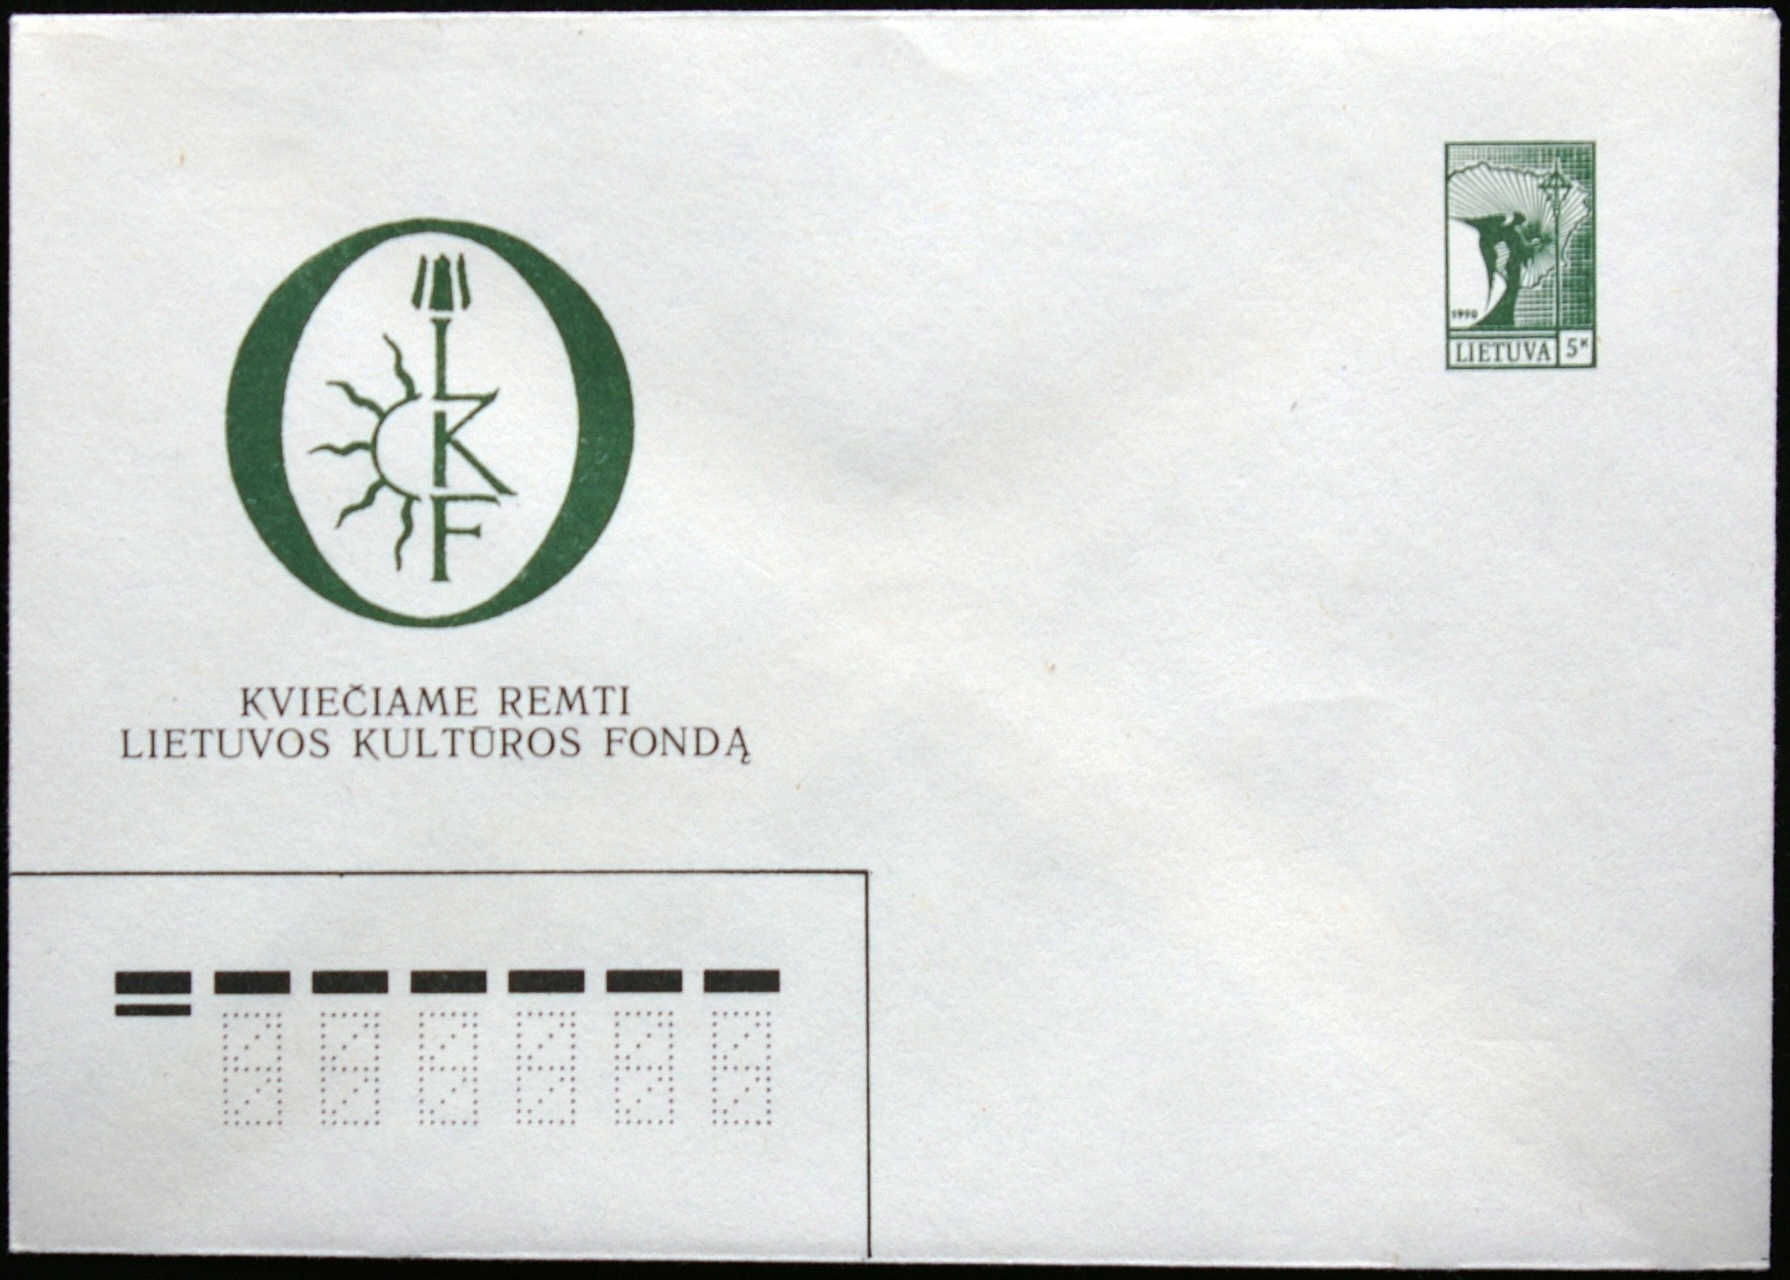 LKF
KVIEČIAME REMTI
LIETUVOS KULTŪROS FONDĄ
1990
LIETUVA 5K